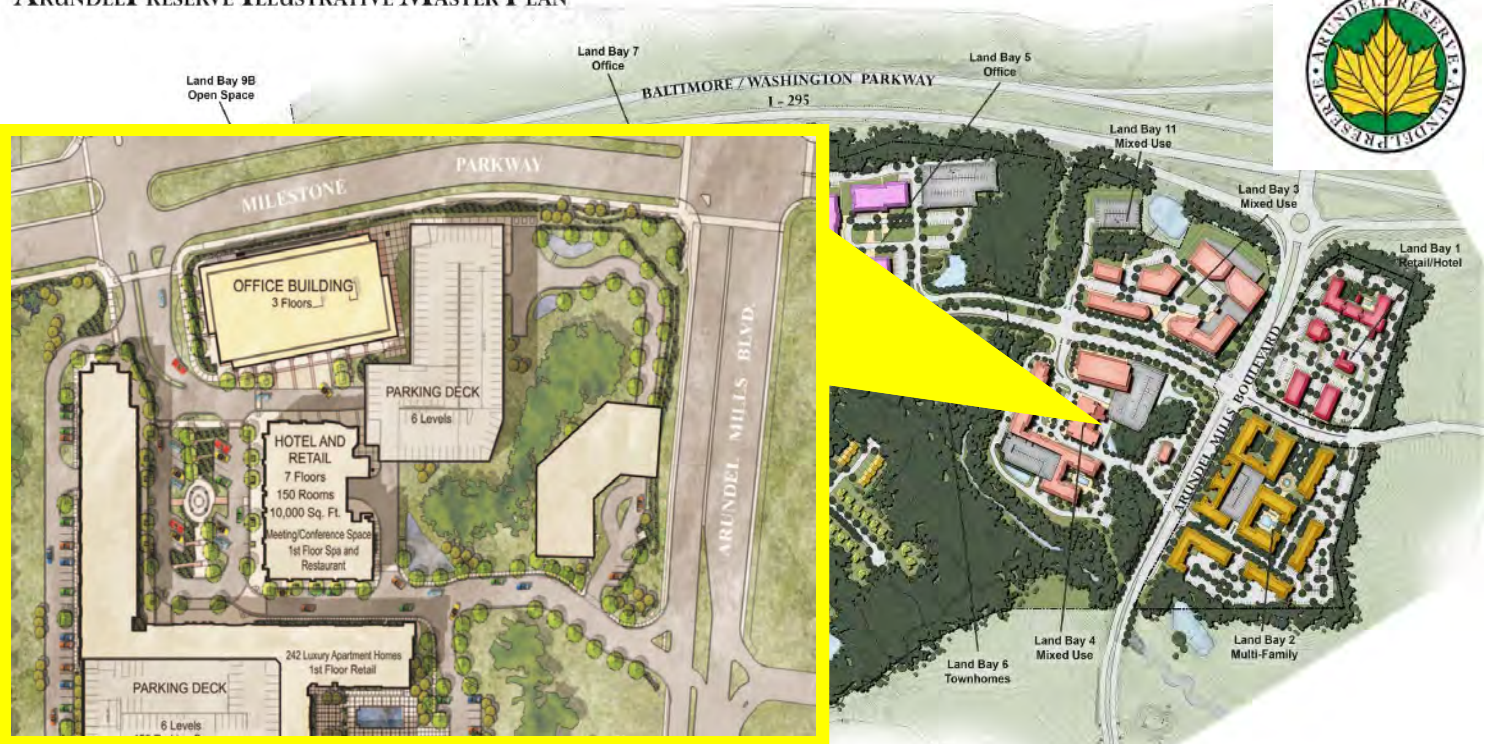 ARUNDELPRESERVE ILLUSTRATIVE MASTER PLAN
ARUNDELPRESERVE • ARUNDELPRESERVE •
Land Bay 9B
Open Space
Land Bay 7
Office
Land Bay 5
Office
BALTIMORE / WASHINGTON PARKWAY
I - 295
Land Bay 11
Mixed Use
Land Bay 3
Mixed Use
Land Bay 1
Retail/Hotel
ARUNDEL MILLS BOULEVARD
Land Bay 6
Townhomes
Land Bay 4
Mixed Use
Land Bay 2
Multi-Family
MILESTONE PARKWAY
OFFICE BUILDING
3 Floors
PARKING DECK
6 Levels
HOTEL AND
RETAIL
7 Floors
150 Rooms
10,000 Sq. Ft.
Meeting/Conference Space
1st Floor Spa and
Restaurant
ARUNDEL MILLS BLVD.
242 Luxury Apartment Homes
1st Floor Retail
PARKING DECK
6 Levels